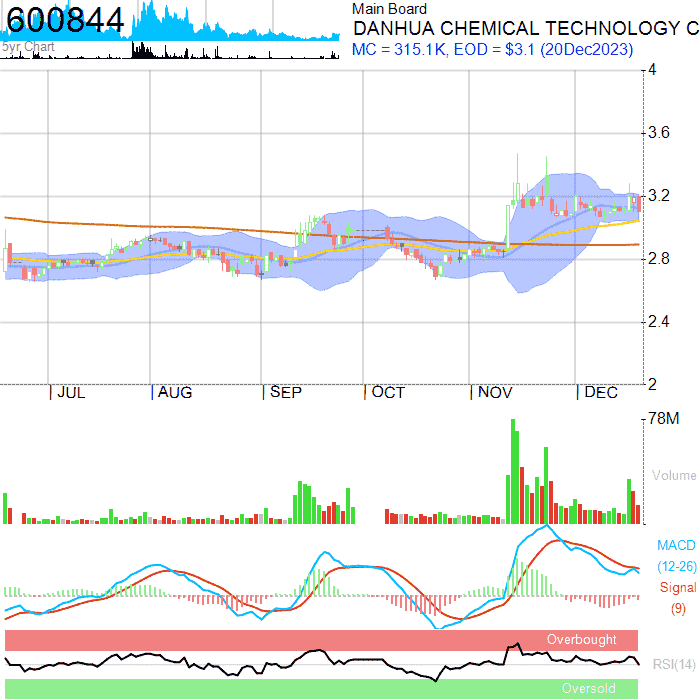 600844
5yr Chart
Main Board
DANHUA CHEMICAL TECHNOLOGY C
MC = 315.1K, EOD = $3.1 (20Dec2023)
4
3.6
3.2
2.8
2.4
2
JUL
AUG
SEP
OCT
NOV
DEC
78M
Volume
MACD
(12-26)
Signal
(9)
Overbought
RSI(14)
Oversold